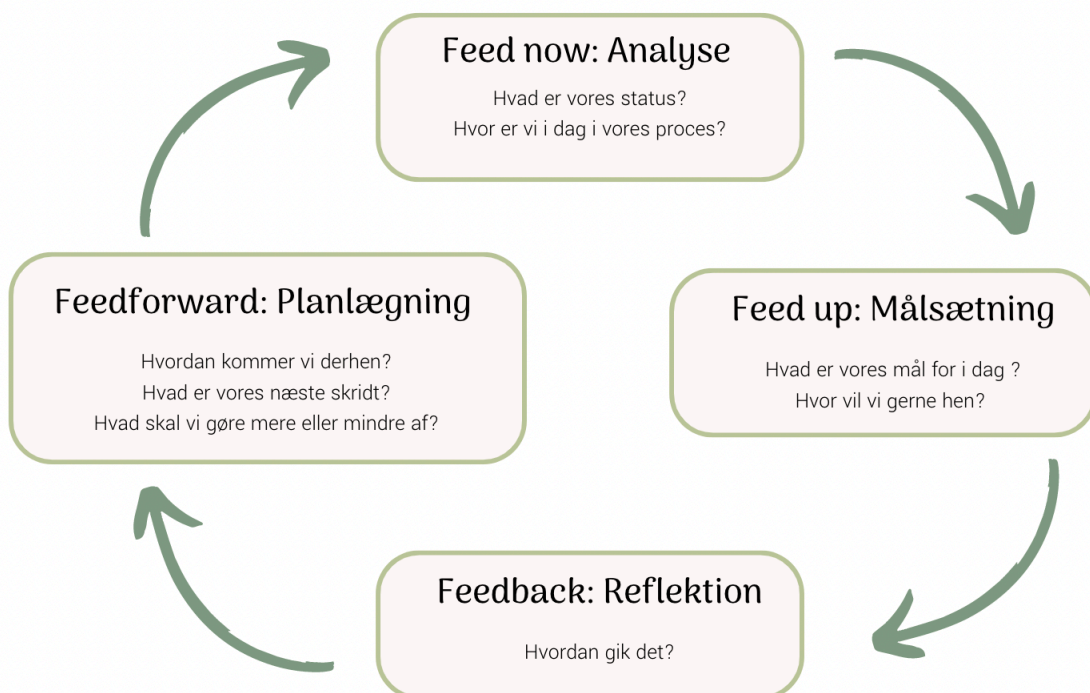 Feed now: Analyse
Hvad er vores status?
Hvor er vi i dag i vores proces?
Feed up: Målsætning
Hvad er vores mål for i dag ?
Hvor vil vi gerne hen?
Feedback: Reflektion
Hvordan gik det?
Feedforward: Planlægning
Hvordan kommer vi derhen?
Hvad er vores næste skridt?
Hvad skal vi gøre mere eller mindre af?